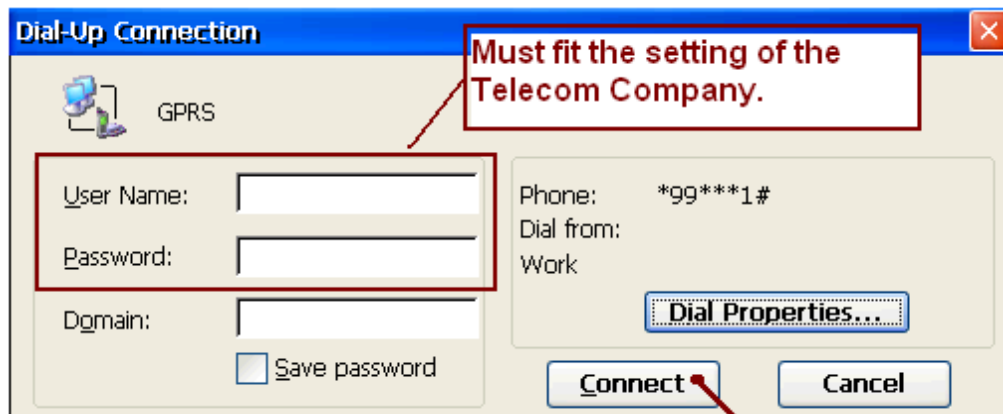 Dial-Up Connection
Must fit the setting of the
Telecom Company.
GPRS
User Name:
Password:
Domain:
Save password
Phone: *99***1#
Dial from:
Work
Dial Properties...
Connect
Cancel